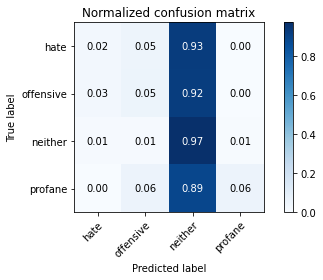 Normalized confusion matrix
True label
hate 0.02 0.05 0.93 0.00
offensive 0.03 0.05 0.92 0.00
neither 0.01 0.01 0.97 0.01
profane 0.00 0.06 0.89 0.06
hate offensive neither profane
Predicted label
0.8
0.6
0.4
0.2
0.0